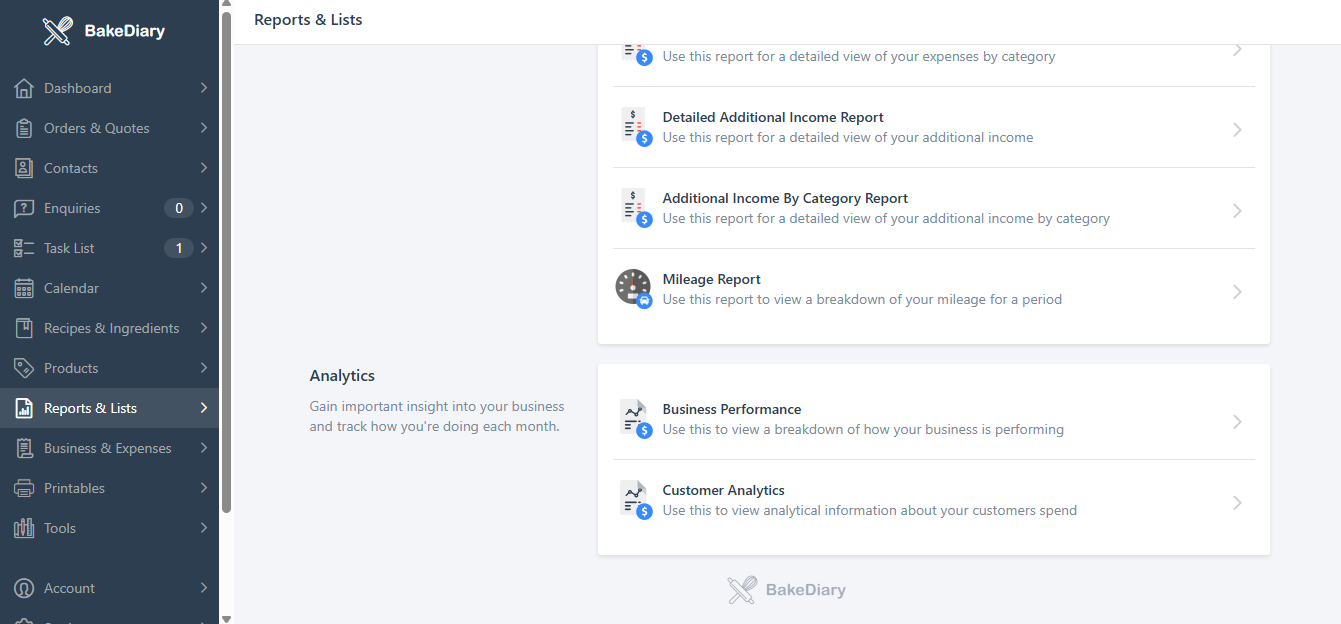 BakeDiary
Dashboard
Orders & Quotes
Contacts
Enquiries 0
Task List 1
Calendar
Recipes & Ingredients
Products
Reports & Lists
Business & Expenses
Printables
Tools
Account
Reports & Lists
Use this report for a detailed view of your expenses by category
Detailed Additional Income Report
Use this report for a detailed view of your additional income
Additional Income By Category Report
Use this report for a detailed view of your additional income by category
Mileage Report
Use this report to view a breakdown of your mileage for a period
Analytics
Gain important insight into your business
and track how you're doing each month.
Business Performance
Use this to view a breakdown of how your business is performing
Customer Analytics
Use this to view analytical information about your customers spend
BakeDiary